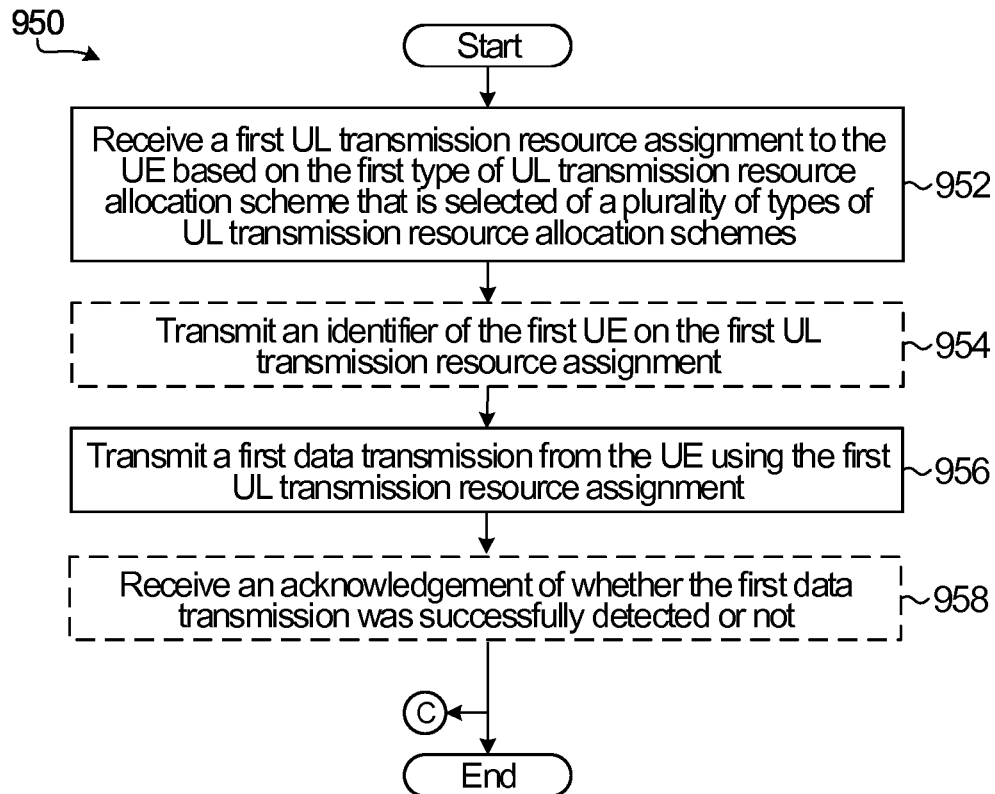 950
Start
Receive a first UL transmission resource assignment to the
UE based on the first type of UL transmission resource
allocation scheme that is selected of a plurality of types of
UL transmission resource allocation schemes
952
Transmit an identifier of the first UE on the first UL
transmission resource assignment
954
Transmit a first data transmission from the UE using the first
UL transmission resource assignment
956
Receive an acknowledgement of whether the first data
transmission was successfully detected or not
958
C
End